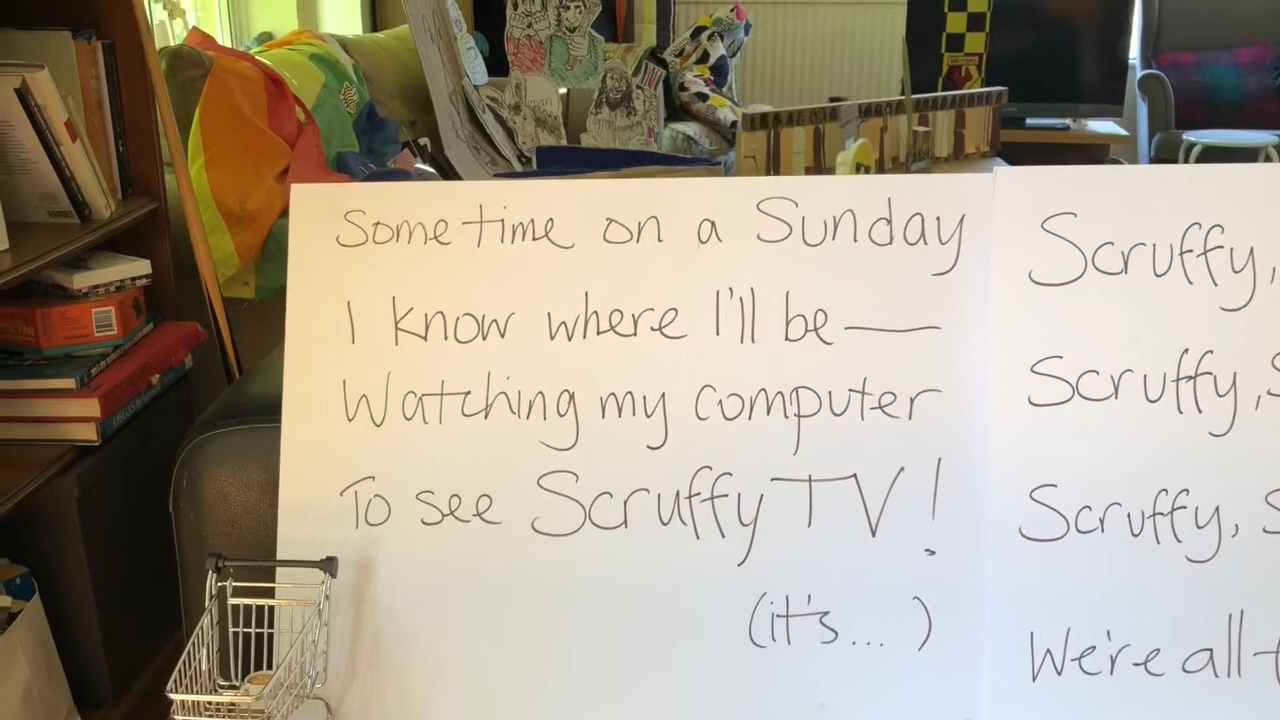 Some time on a Sunday
I know where I'll be —
Watching my computer
To see Scruffy TV!
(it's... )
Scruffy,
Scruffy,
Scruffy,
We're all